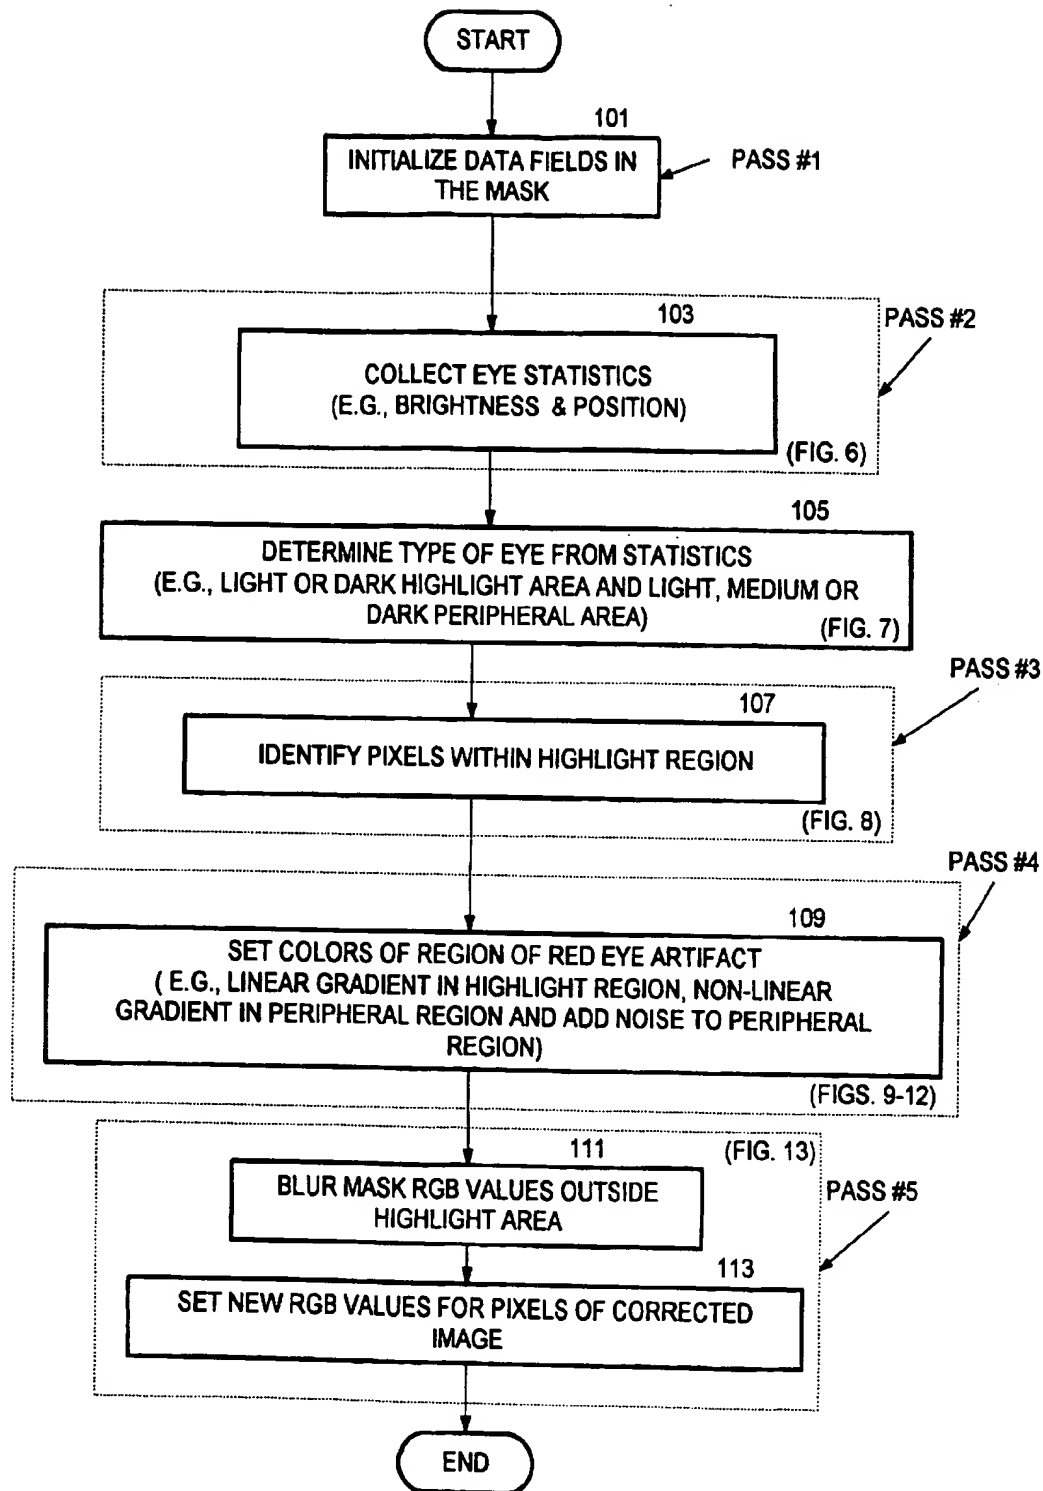 START
101
INITIALIZE DATA FIELDS IN
THE MASK
PASS #1
103
PASS #2
COLLECT EYE STATISTICS
(E.G., BRIGHTNESS & POSITION)
(FIG. 6)
105
DETERMINE TYPE OF EYE FROM STATISTICS
(E.G., LIGHT OR DARK HIGHLIGHT AREA AND LIGHT, MEDIUM OR
DARK PERIPHERAL AREA)
(FIG. 7)
PASS #3
107
IDENTIFY PIXELS WITHIN HIGHLIGHT REGION
(FIG. 8)
PASS #4
109
SET COLORS OF REGION OF RED EYE ARTIFACT
( E.G., LINEAR GRADIENT IN HIGHLIGHT REGION, NON-LINEAR
GRADIENT IN PERIPHERAL REGION AND ADD NOISE TO PERIPHERAL
REGION)
(FIGS. 9-12)
(FIG. 13)
111
BLUR MASK RGB VALUES OUTSIDE
HIGHLIGHT AREA
PASS #5
113
SET NEW RGB VALUES FOR PIXELS OF CORRECTED
IMAGE
END